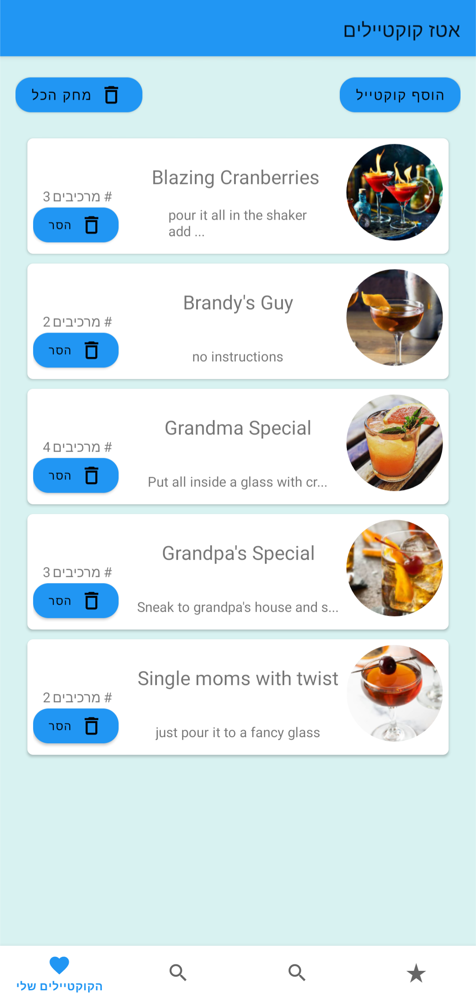 אטז קוקטיילים
הוסף קוקטייל
מחק הכל
Blazing Cranberries
# מרכיבים 3
pour it all in the shaker
add ...
הסר
Brandy's Guy
# מרכיבים 2
no instructions
הסר
Grandma Special
# מרכיבים 4
Put all inside a glass with cr...
הסר
Grandpa's Special
# מרכיבים 3
Sneak to grandpa's house and s...
הסר
Single moms with twist
# מרכיבים 2
just pour it to a fancy glass
הסר
הקוקטיילים שלי